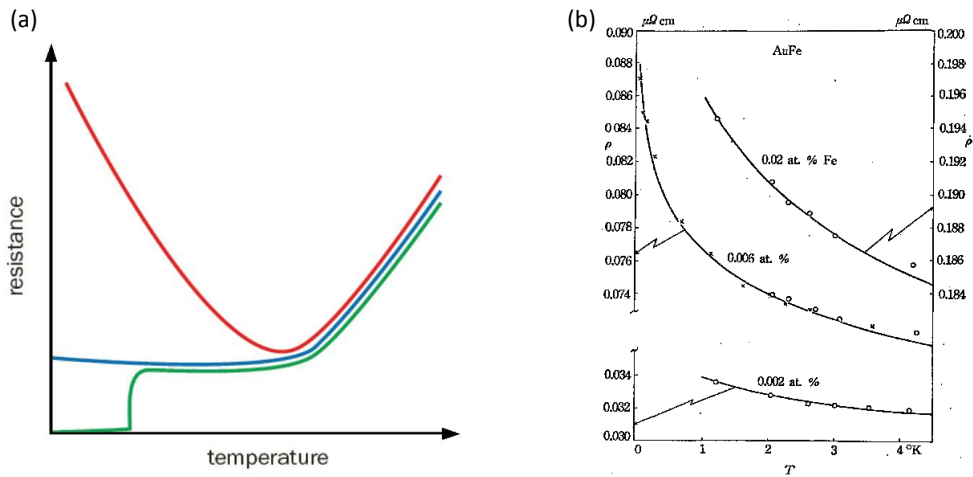 (a)
resistance
temperature
(b)
μΩ cm
μΩ cm
AuFe
0.090
0.088
0.086
0.084
ρ
0.082
0.080
0.078
0.076
0.074
0.034
0.032
0.030
0.200
0.198
0.196
0.194
ρ
0.192
0.190
0.188
0.186
0.184
0.02 at. % Fe
0.006 at. %
0.002 at. %
0
1
2
3
4 °K
T